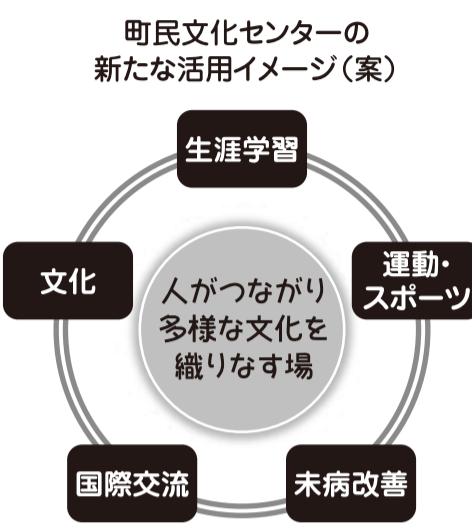 町民文化センターの
新たな活用イメージ（案）
生涯学習
文化
運動・
スポーツ
人がつながり
多様な文化を
織りなす場
国際交流
未病改善